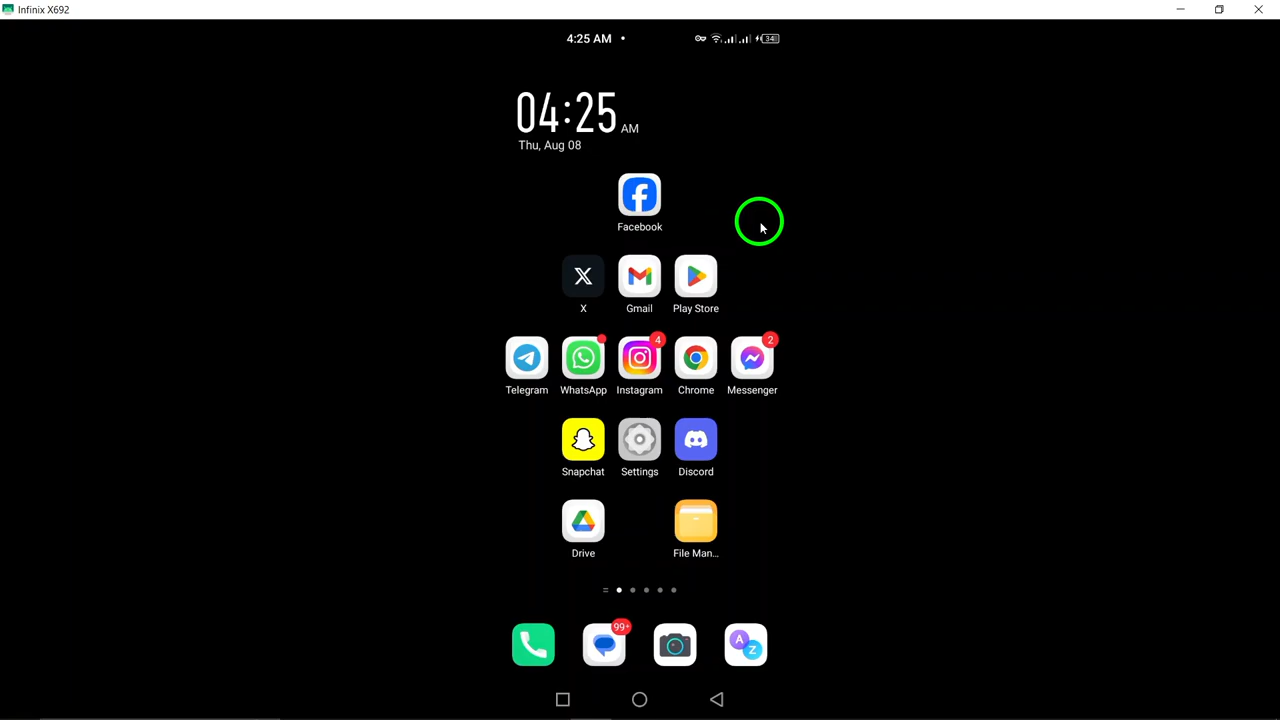 Infinix X692
4:25 AM
34
04:25 AM
Thu, Aug 08
Facebook
X
Gmail
Play Store
4
2
Telegram
WhatsApp
Instagram
Chrome
Messenger
Snapchat
Settings
Discord
Drive
File Man...
99+
A
Z